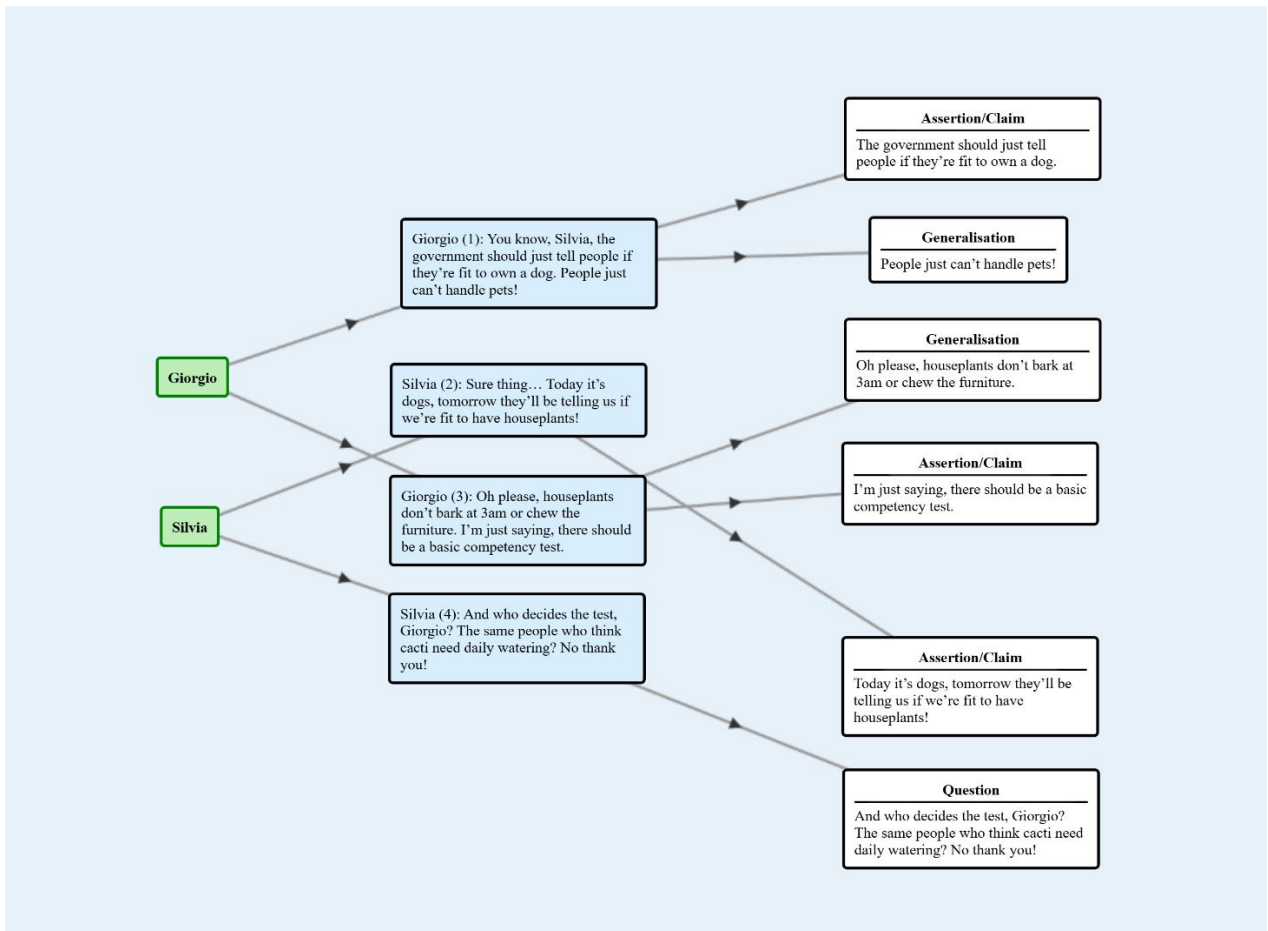 Giorgio
Silvia
Giorgio (1): You know, Silvia, the
government should just tell people if
they’re fit to own a dog. People just
can’t handle pets!
Silvia (2): Sure thing… Today it’s
dogs, tomorrow they’ll be telling us if
we’re fit to have houseplants!
Giorgio (3): Oh please, houseplants
don’t bark at 3am or chew the
furniture. I’m just saying, there should
be a basic competency test.
Silvia (4): And who decides the test,
Giorgio? The same people who think
cacti need daily watering? No thank
you!
Assertion/Claim
The government should just tell
people if they’re fit to own a dog.
Generalisation
People just can’t handle pets!
Generalisation
Oh please, houseplants don’t bark at
3am or chew the furniture.
Assertion/Claim
I’m just saying, there should be a basic
competency test.
Assertion/Claim
Today it’s dogs, tomorrow they’ll be
telling us if we’re fit to have
houseplants!
Question
And who decides the test, Giorgio?
The same people who think cacti need
daily watering? No thank you!